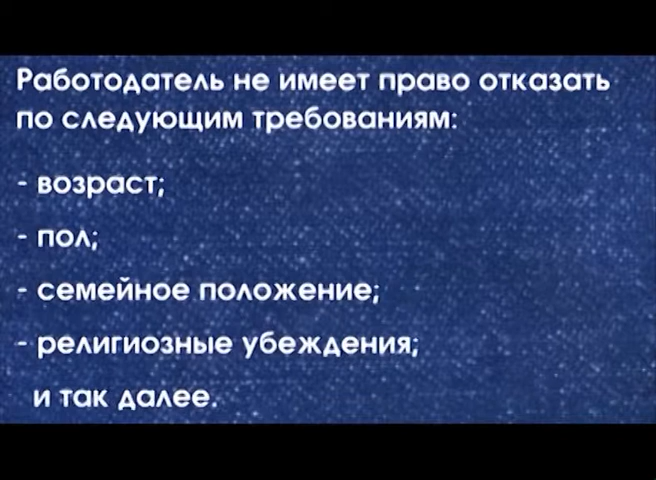 Работодатель не имеет право отказать
по следующим требованиям:
- возраст;
- пол;
- семейное положение;
- религиозные убеждения;
и так далее.